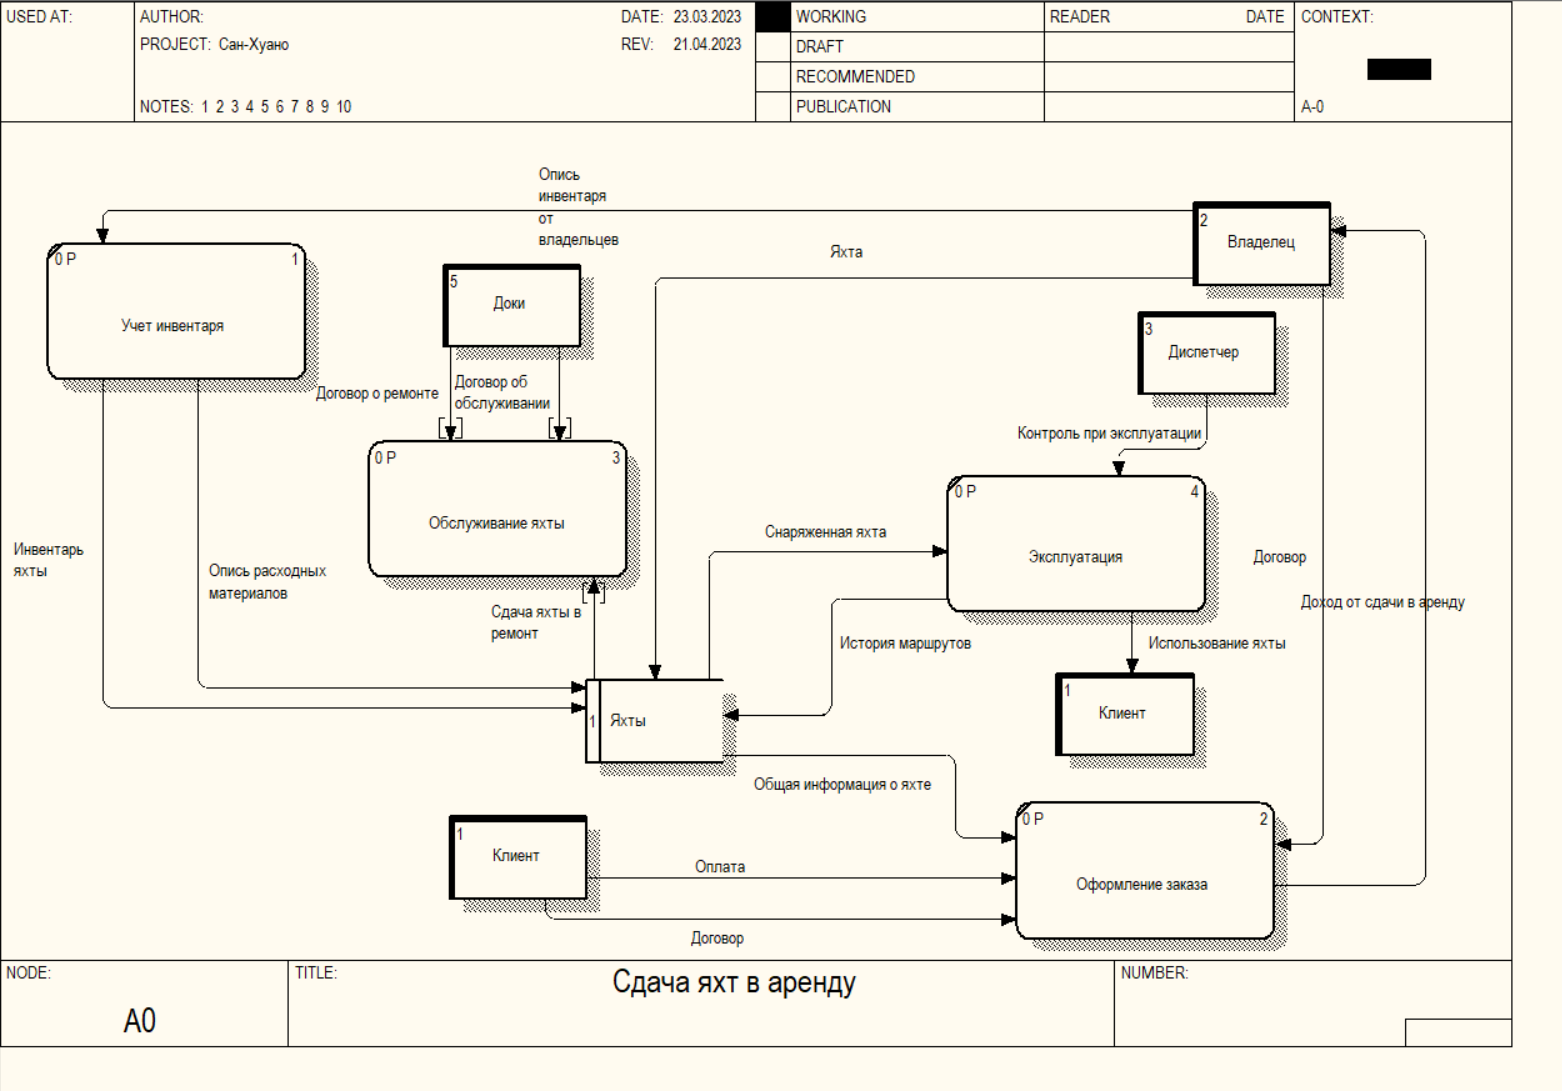 USED AT:
AUTHOR:
DATE: 23.03.2023
PROJECT: Сан-Хуано
REV: 21.04.2023
NOTES: 1 2 3 4 5 6 7 8 9 10
WORKING
DRAFT
RECOMMENDED
PUBLICATION
READER
DATE
CONTEXT:
A-0
Опись
инвентаря
от
владельцев
2
Владелец
Яхта
0 Р
1
Учет инвентаря
5
Доки
3
Диспетчер
Договор о ремонте
Договор об
обслуживании
Контроль при эксплуатации
0 Р
3
Обслуживание яхты
0 Р
4
Эксплуатация
Снаряженная яхта
Инвентарь
яхты
Опись расходных
материалов
Договор
Доход от сдачи в аренду
Сдача яхты в
ремонт
История маршрутов
Использование яхты
1
Яхты
1
Клиент
Общая информация о яхте
1
Клиент
Оплата
Договор
0 Р
2
Оформление заказа
NODE:
A0
TITLE:
Сдача яхт в аренду
NUMBER: